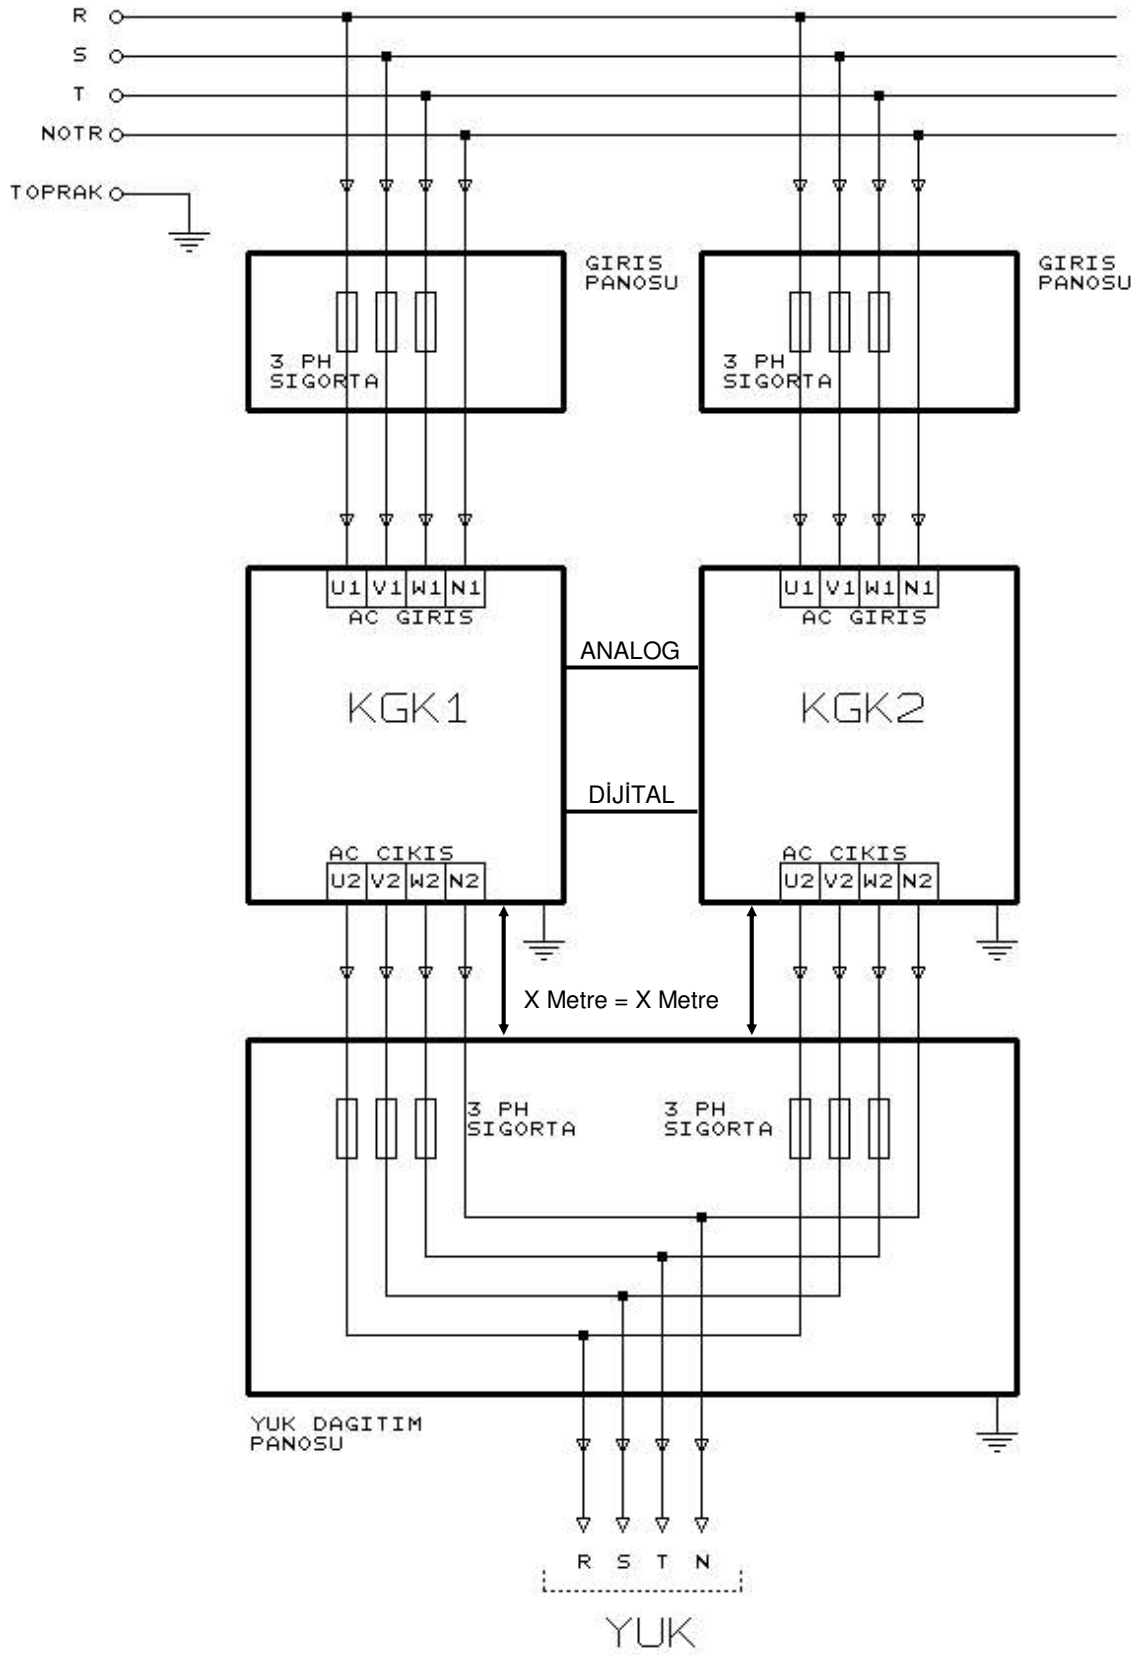 R
S
T
NOTR
TOPRAK
GIRIS
PANOSU
GIRIS
PANOSU
3 PH
SIGORTA
3 PH
SIGORTA
U1 V1 W1 N1
AC GIRIS
U1 V1 W1 N1
AC GIRIS
ANALOG
KGK1
KGK2
DİJİTAL
AC CIKIS
U2 V2 W2 N2
AC CIKIS
U2 V2 W2 N2
X Metre = X Metre
3 PH
SIGORTA
3 PH
SIGORTA
YUK DAGITIM
PANOSU
R S T N
YUK